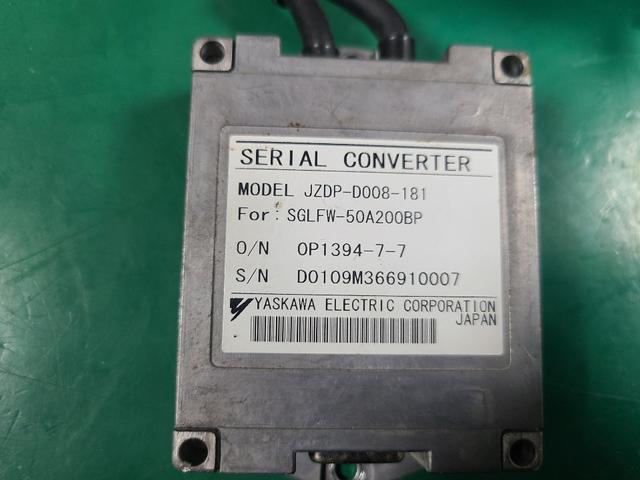 SERIAL CONVERTER
MODEL JZDP-D008-181
For: SGLFW-50A200BP
O/N 0P1394-7-7
S/N D0109M366910007
YASKAWA ELECTRIC CORPORATION
JAPAN